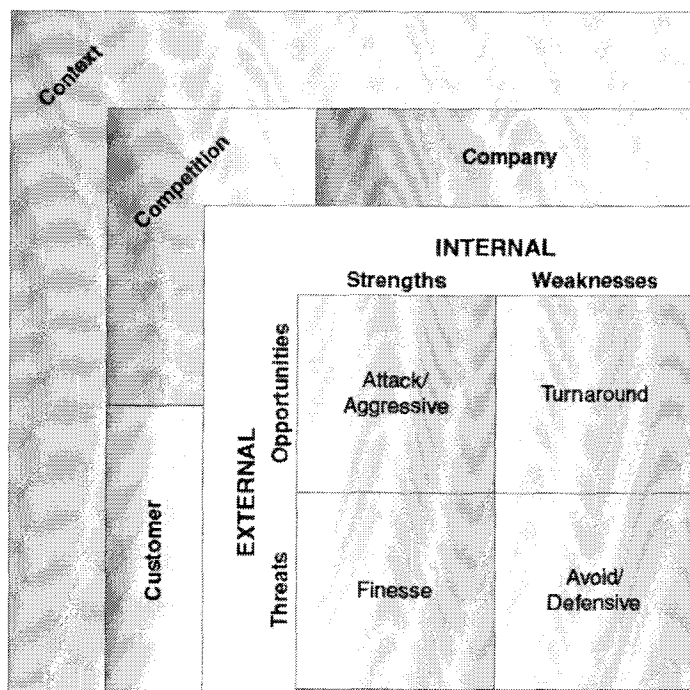 Context
Competition
Company
INTERNAL
Strengths
Weaknesses
EXTERNAL
Opportunities
Attack/
Aggressive
Turnaround
Customer
Threats
Finesse
Avoid/
Defensive